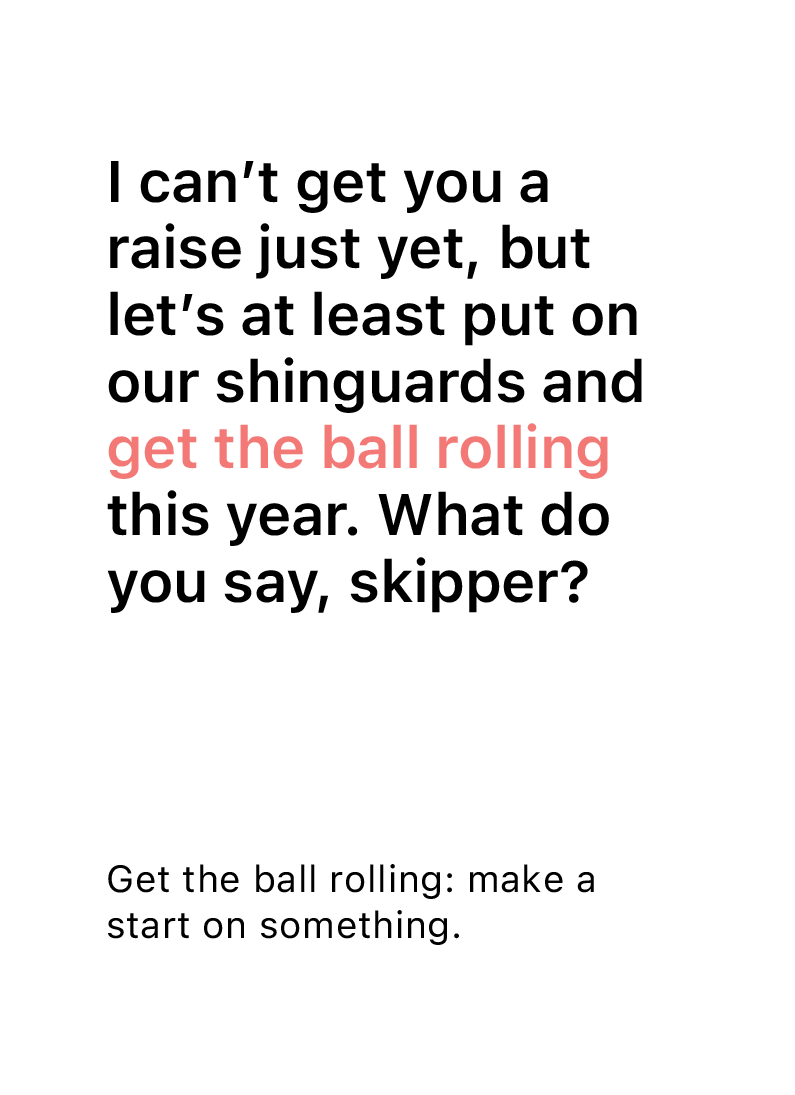 I can’t get you a
raise just yet, but
let’s at least put on
our shinguards and
get the ball rolling
this year. What do
you say, skipper?
Get the ball rolling: make a
start on something.